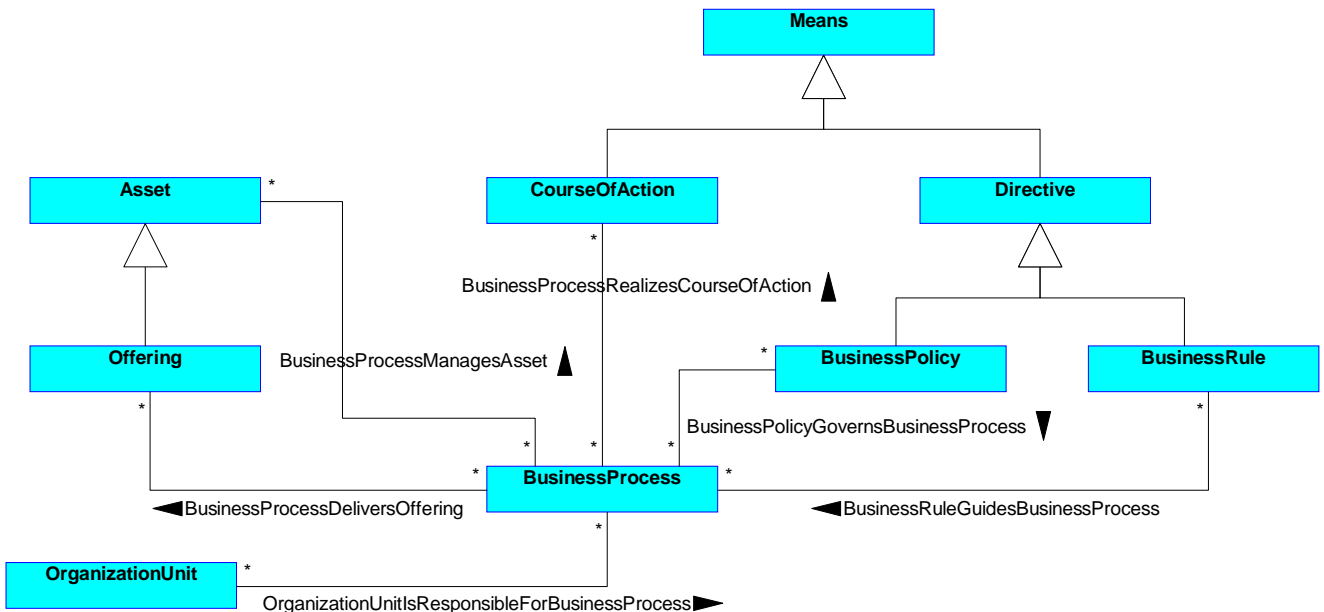 Means
Asset
*
CourseOfAction
Directive
*
*
BusinessProcessRealizesCourseOfAction
Offering
BusinessProcessManagesAsset
*
BusinessPolicy
BusinessRule
*
*
BusinessPolicyGovernsBusinessProcess
*
*
*
*
*
*
BusinessProcess
BusinessProcessDeliversOffering
BusinessRuleGuidesBusinessProcess
*
OrganizationUnit
*
OrganizationUnitIsResponsibleForBusinessProcess